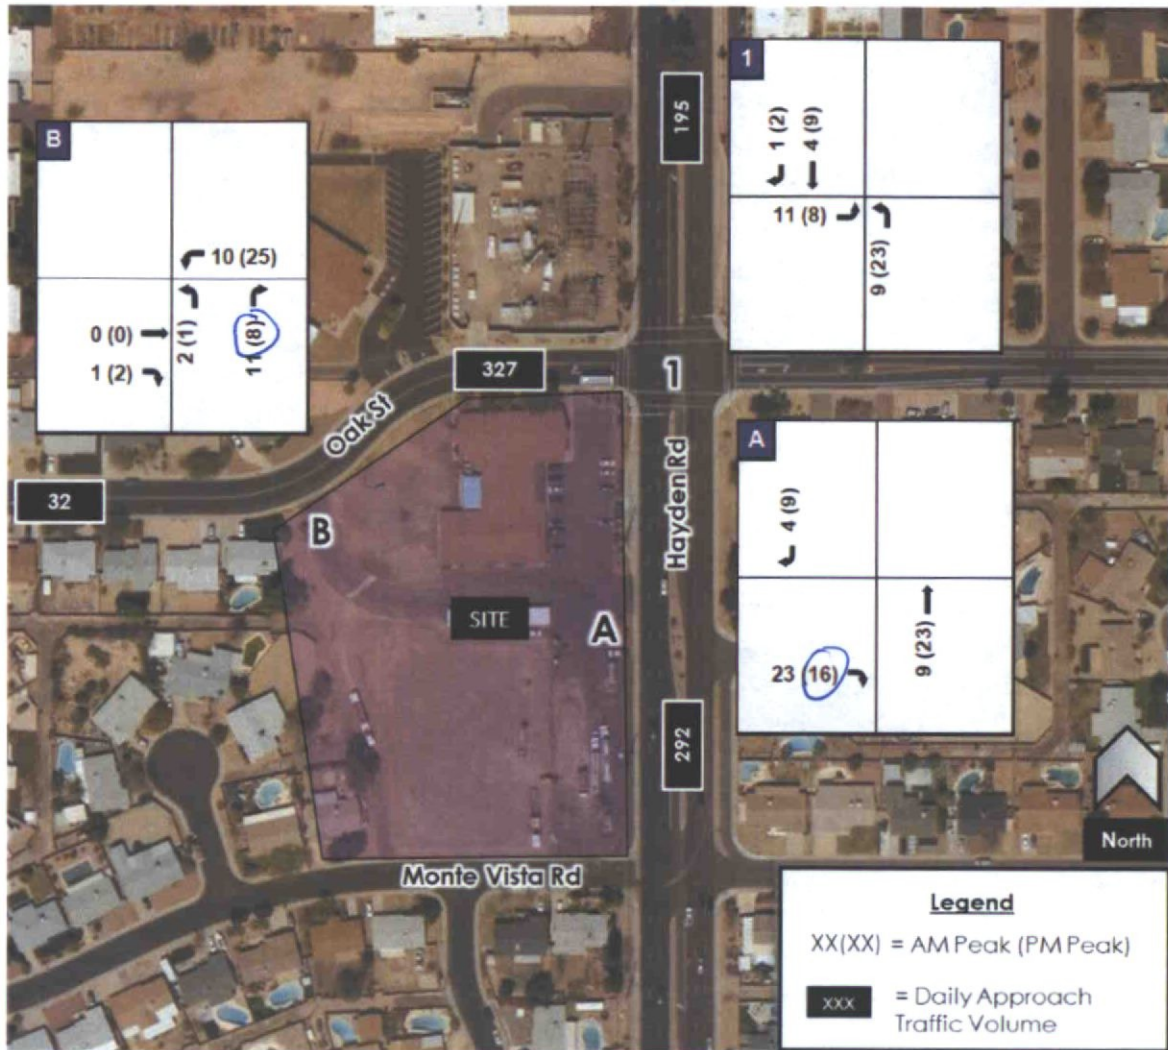 195
1
1 (2)
4 (9)
11 (8)
9 (23)
B
10 (25)
0 (0)
1 (2)
2 (1)
11 (8)
327
1
Oak St
Hayden Rd
32
B
SITE
A
A
4 (9)
23 (16)
9 (23)
292
North
Monte Vista Rd
Legend
XX(XX) = AM Peak (PM Peak)
XXX = Daily Approach
Traffic Volume